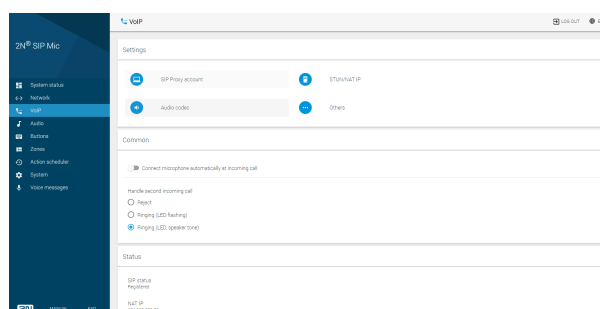 VoIP
LOG OUT
2N® SIP Mic
Settings
System status
Network
VoIP
Audio
Buttons
Zones
Action scheduler
System
Voice messages
SIP Proxy account
STUN/NAT IP
Audio codec
Others
Common
Connect microphone automatically at incoming call
Handle second incoming call
Reject
Ringing (LED flashing)
Ringing (LED, speaker tone)
Status
SIP status
Registered
NAT IP